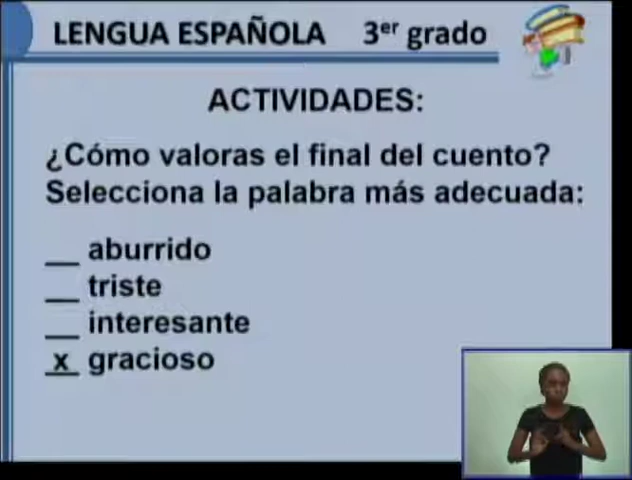 LENGUA ESPAÑOLA 3er grado
ACTIVIDADES:
¿Cómo valoras el final del cuento?
Selecciona la palabra más adecuada:
__ aburrido
__ triste
__ interesante
x gracioso